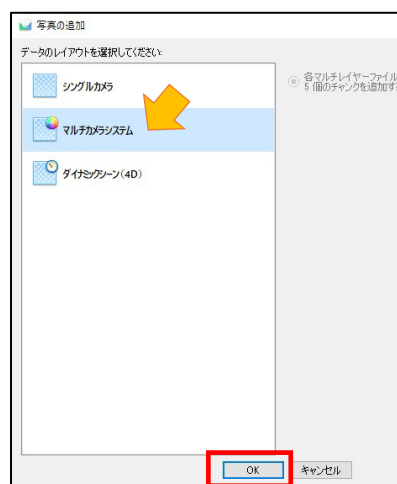 写真の追加
データのレイアウトを選択してください:
シングルカメラ
マルチカメラシステム
ダイナミックシーン(4D)
各マルチレイヤーファイル
5 個のチャンクを追加する
OK
キャンセル